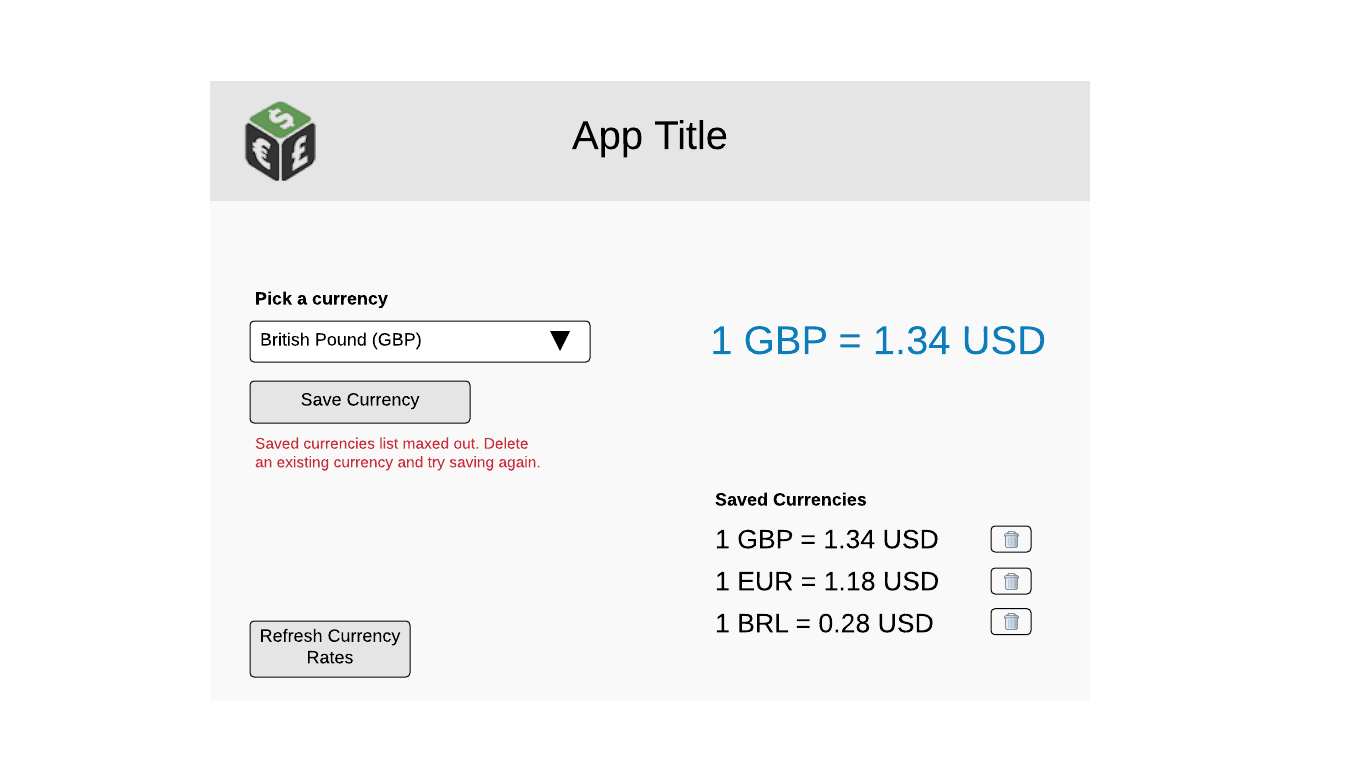 App Title
Pick a currency
British Pound (GBP)
1 GBP = 1.34 USD
Save Currency
Saved currencies list maxed out. Delete
an existing currency and try saving again.
Saved Currencies
1 GBP = 1.34 USD
1 EUR = 1.18 USD
1 BRL = 0.28 USD
Refresh Currency
Rates